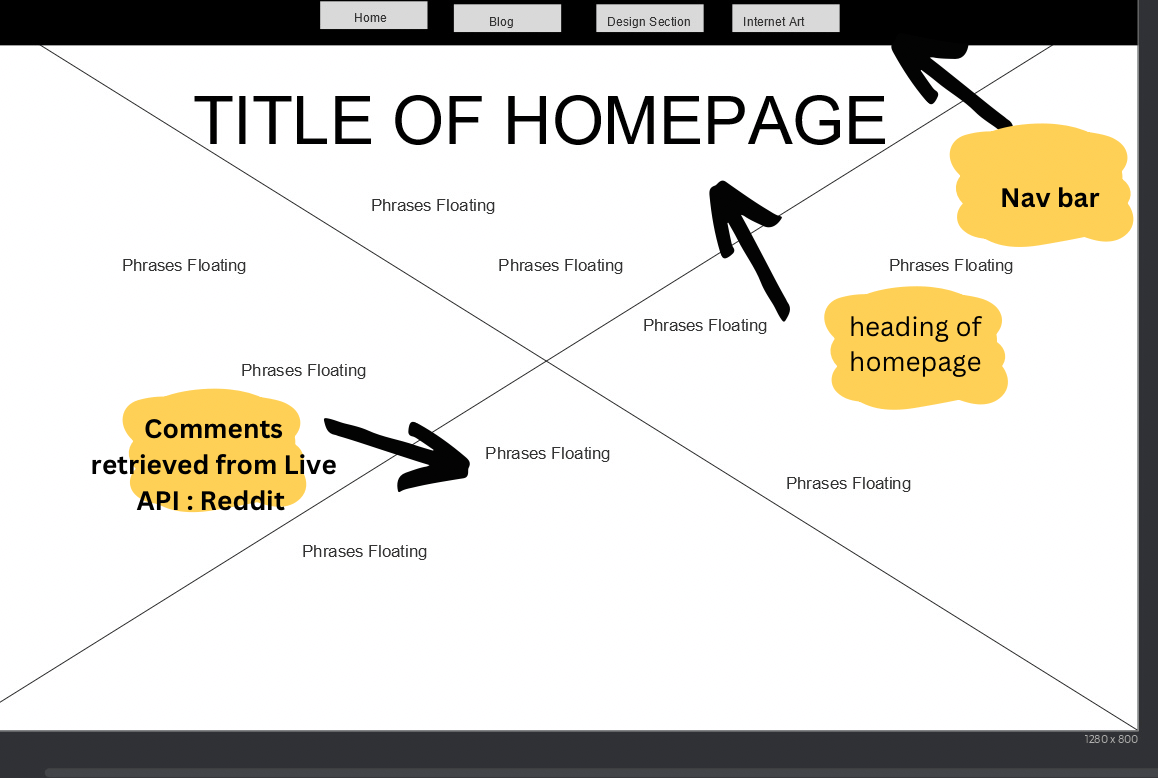 Home
Blog
Design Section
Internet Art
TITLE OF HOMEPAGE
Nav bar
Phrases Floating
Phrases Floating
Phrases Floating
Phrases Floating
Phrases Floating
heading of
homepage
Phrases Floating
Comments
retrieved from Live
API : Reddit
Phrases Floating
Phrases Floating
Phrases Floating
1280 x 800